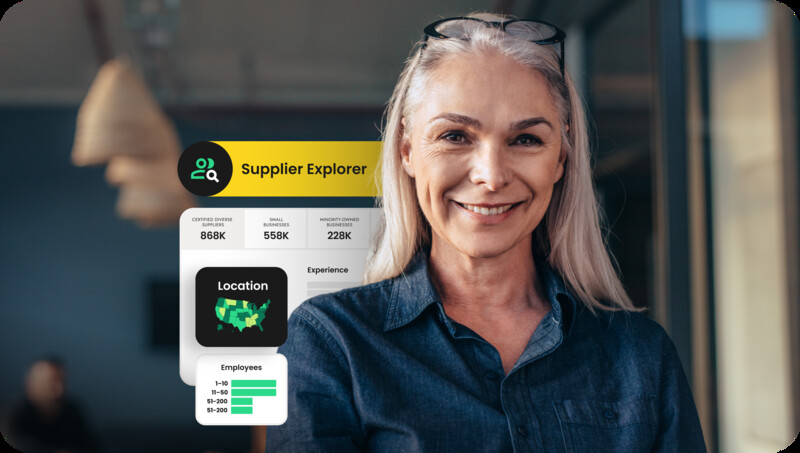 Supplier Explorer
CERTIFIED DIVERSE
SUPPLIERS
868K
SMALL
BUSINESSES
558K
MINORITY-OWNED
BUSINESSES
228K
Experience
Location
Employees
1–10
11–50
51-200
51-200